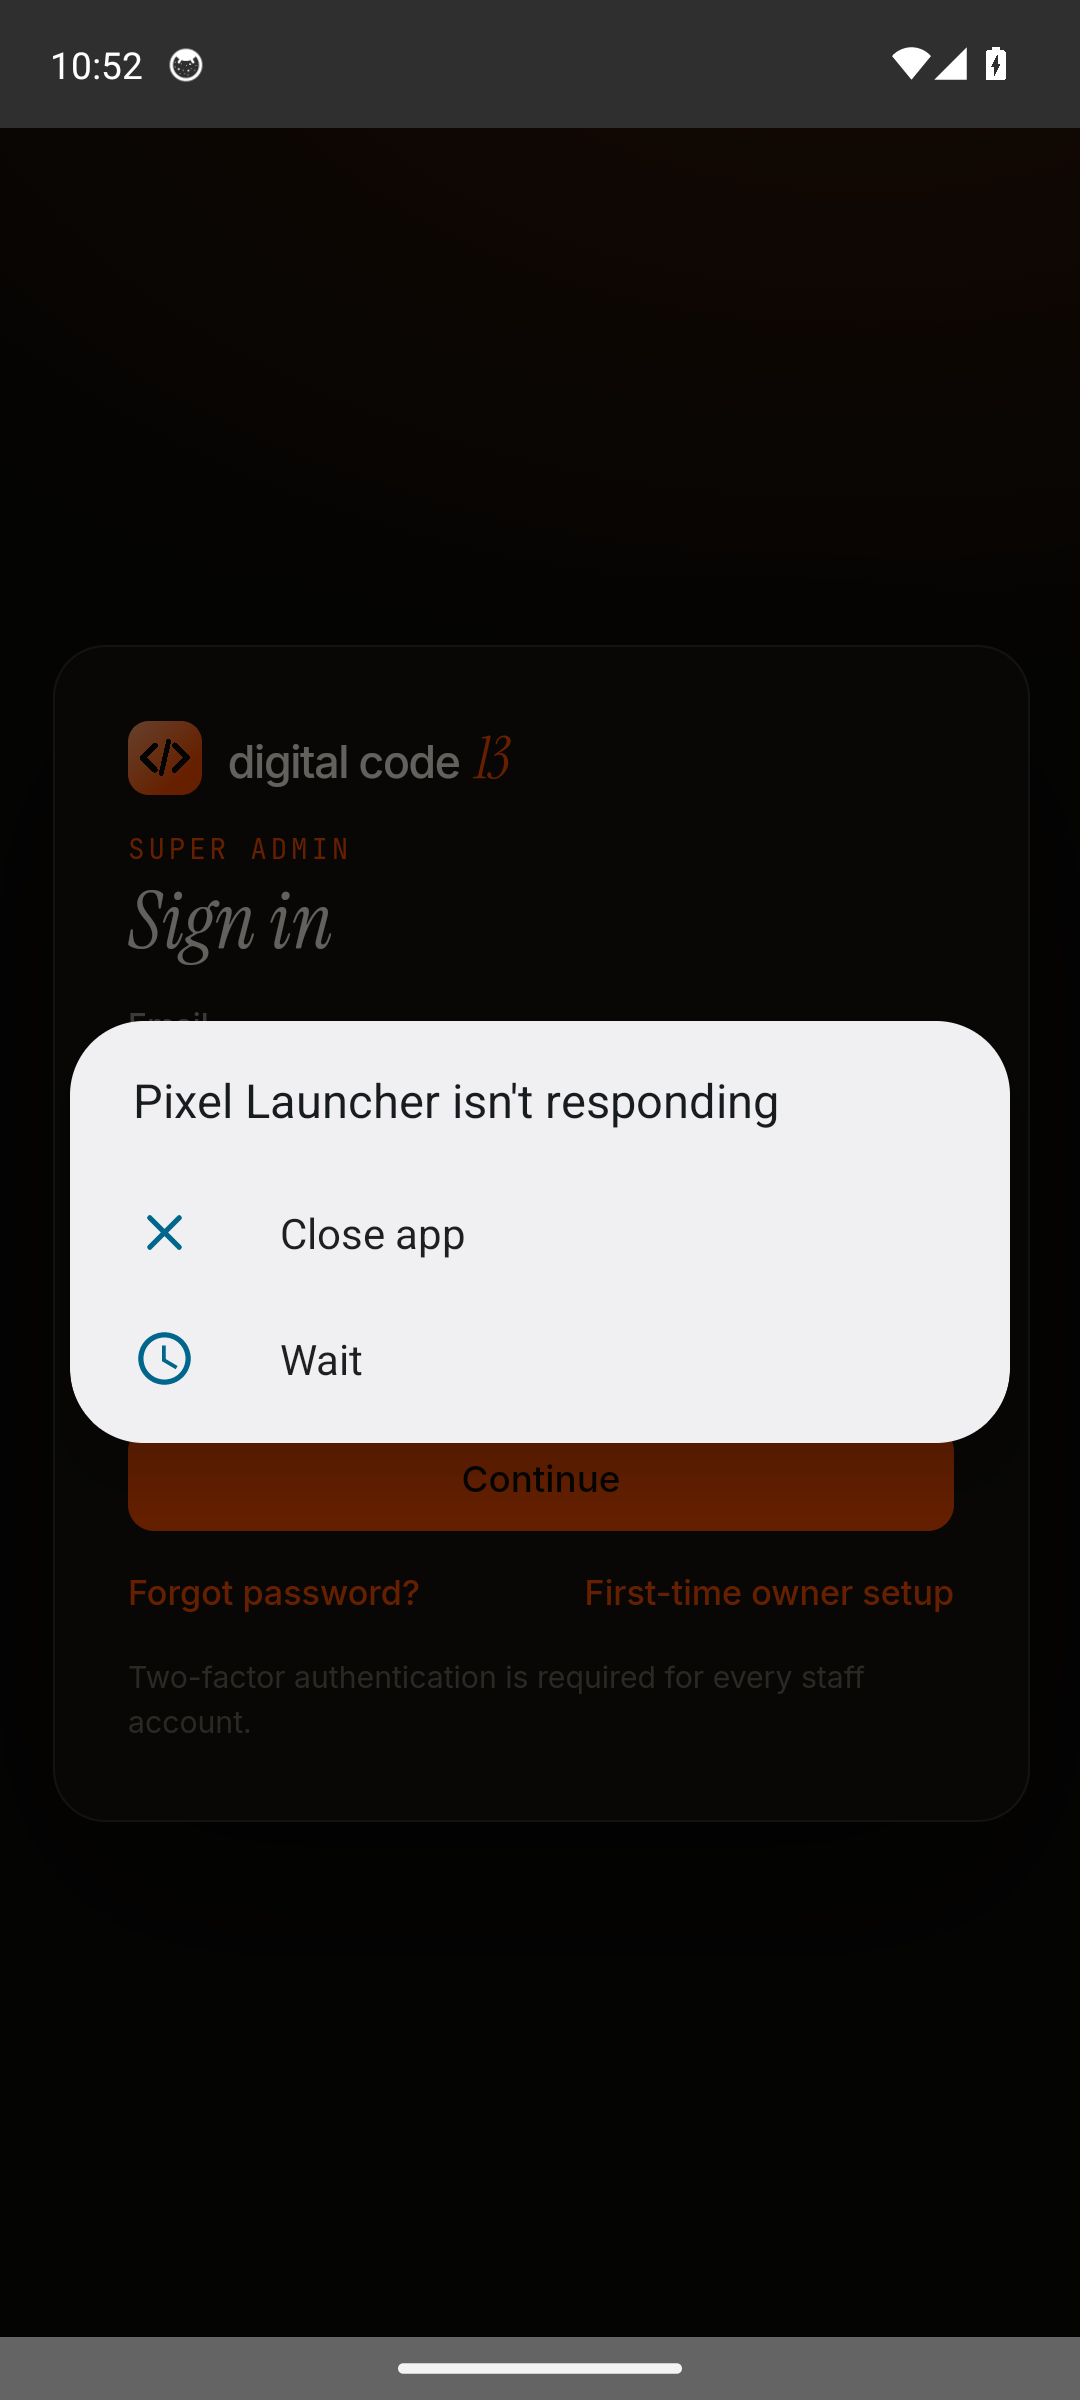 10:52
digital code 13
SUPER ADMIN
Sign in
Email
Pixel Launcher isn't responding
Close app
Wait
Continue
Forgot password? First-time owner setup
Two-factor authentication is required for every staff
account.